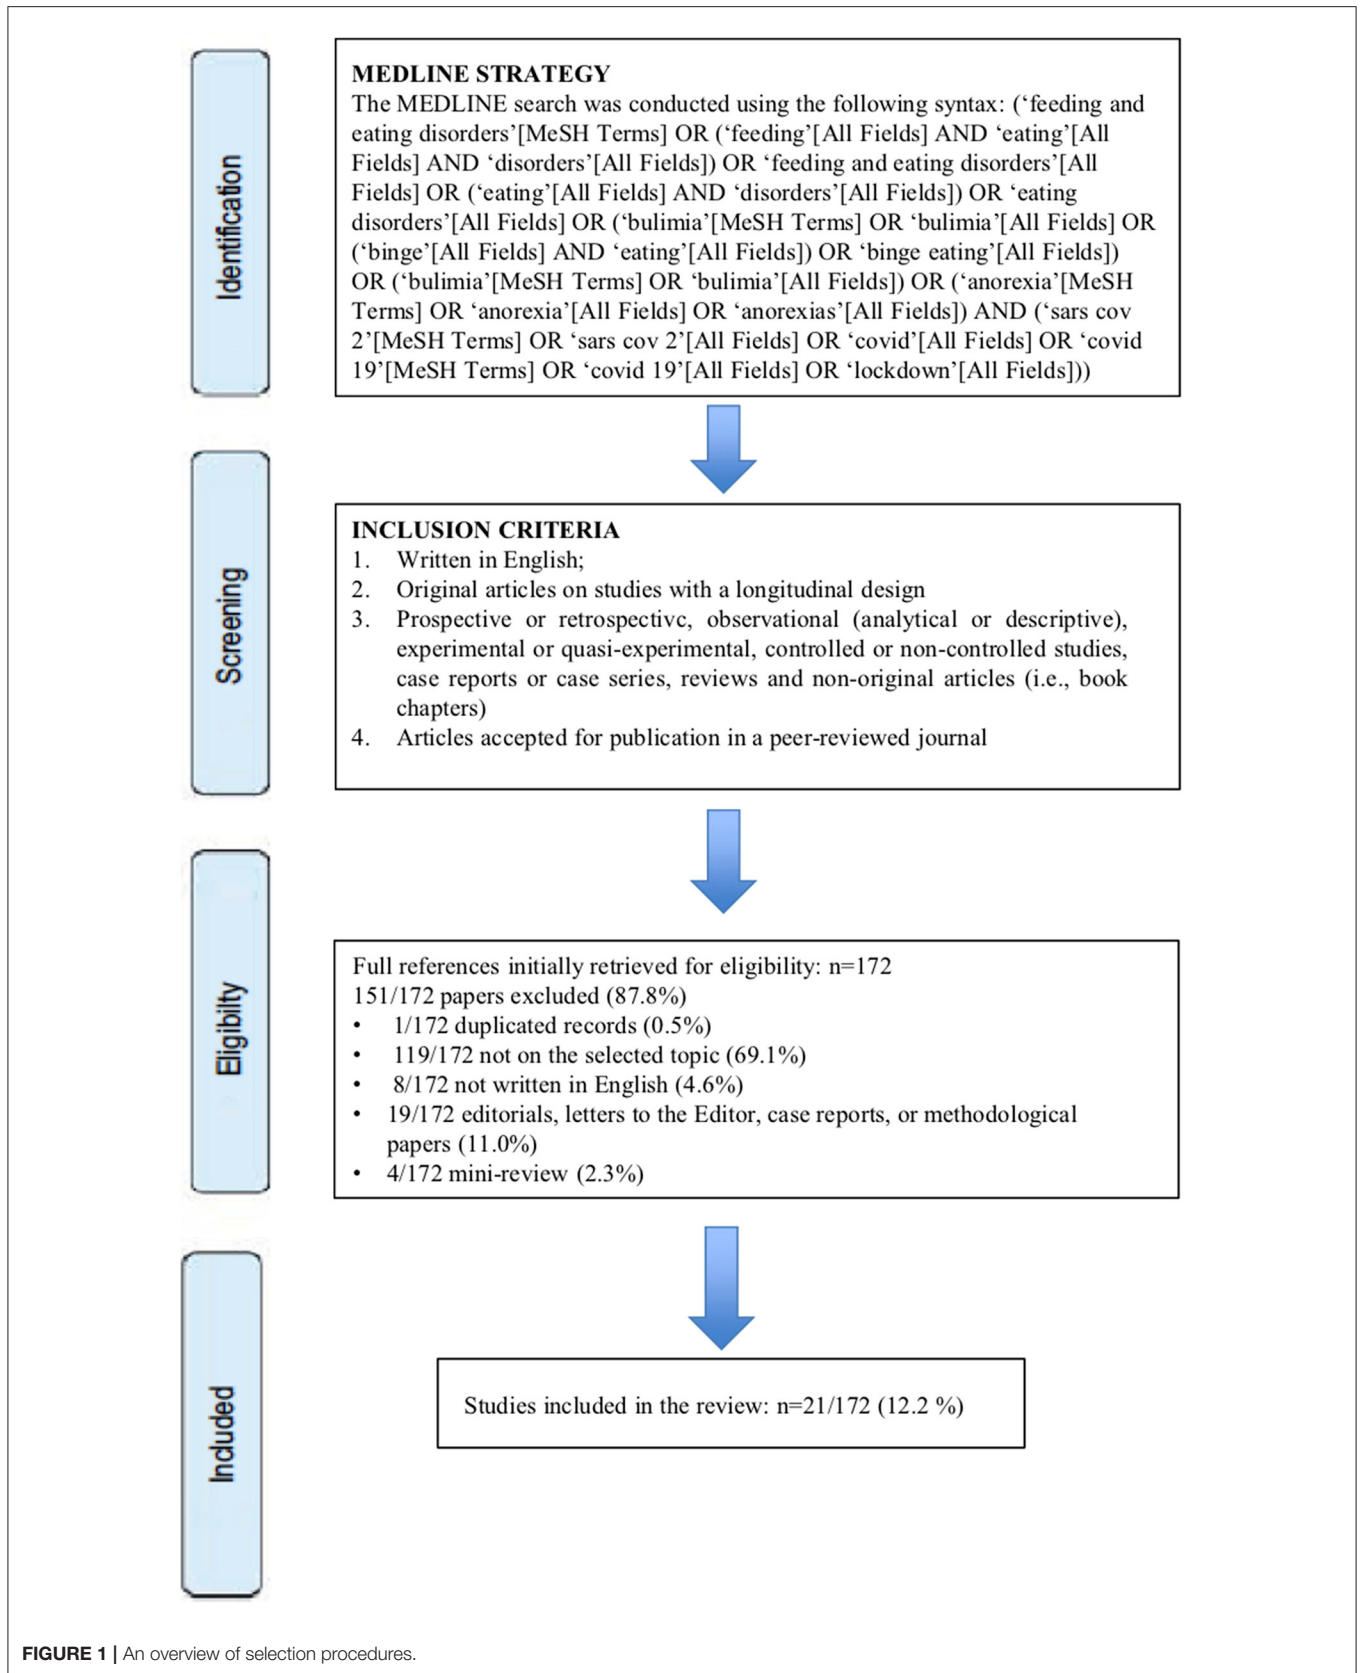 Identification
MEDLINE STRATEGY
The MEDLINE search was conducted using the following syntax: (‘feeding and
eating disorders’[MeSH Terms] OR (‘feeding’[All Fields] AND ‘eating’[All
Fields] AND ‘disorders’[All Fields]) OR ‘feeding and eating disorders’[All
Fields] OR (‘eating’[All Fields] AND ‘disorders’[All Fields]) OR ‘eating
disorders’[All Fields] OR (‘bulimia’[MeSH Terms] OR ‘bulimia’[All Fields] OR
(‘binge’[All Fields] AND ‘eating’[All Fields]) OR ‘binge eating’[All Fields])
OR (‘bulimia’[MeSH Terms] OR ‘bulimia’[All Fields]) OR (‘anorexia’[MeSH
Terms] OR ‘anorexia’[All Fields] OR ‘anorexias’[All Fields]) AND (‘sars cov
2’[MeSH Terms] OR ‘sars cov 2’[All Fields] OR ‘covid’[All Fields] OR ‘covid
19’[MeSH Terms] OR ‘covid 19’[All Fields] OR ‘lockdown’[All Fields]))
Screening
INCLUSION CRITERIA
1. Written in English;
2. Original articles on studies with a longitudinal design
3. Prospective or retrospectivc, observational (analytical or descriptive),
experimental or quasi-experimental, controlled or non-controlled studies,
case reports or case series, reviews and non-original articles (i.e., book
chapters)
4. Articles accepted for publication in a peer-reviewed journal
Eligibilty
Full references initially retrieved for eligibility: n=172
151/172 papers excluded (87.8%)
• 1/172 duplicated records (0.5%)
• 119/172 not on the selected topic (69.1%)
• 8/172 not written in English (4.6%)
• 19/172 editorials, letters to the Editor, case reports, or methodological
papers (11.0%)
• 4/172 mini-review (2.3%)
Included
Studies included in the review: n=21/172 (12.2 %)
FIGURE 1 | An overview of selection procedures.